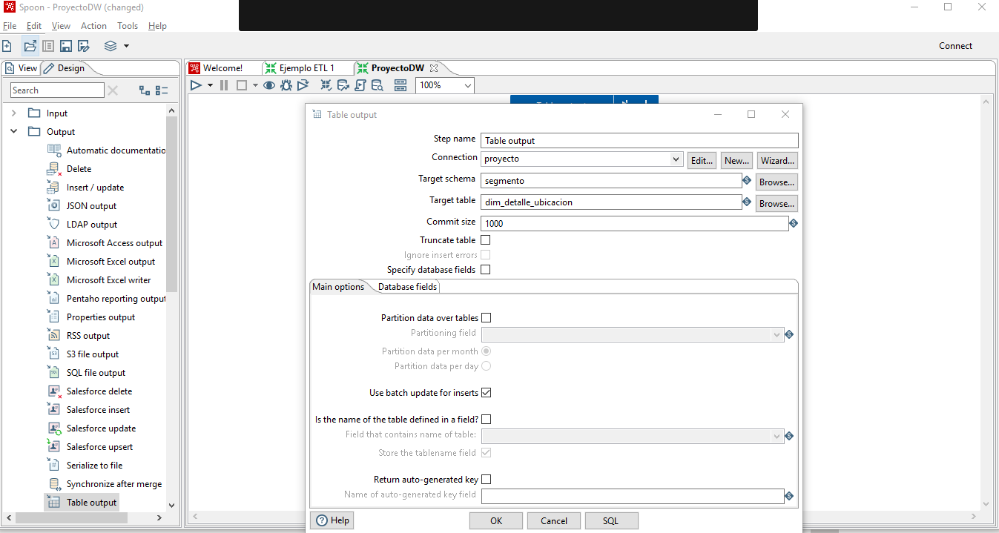 Spoon - ProyectoDW (changed)
File Edit View Action Tools Help
Connect
View Design
Welcome! Ejemplo ETL 1 ProyectoDW
Search
100%
Input
Output
Automatic documentatio
Delete
Insert / update
JSON output
LDAP output
Microsoft Access output
Microsoft Excel output
Microsoft Excel writer
Pentaho reporting output
Properties output
RSS output
S3 file output
SQL file output
Salesforce delete
Salesforce insert
Salesforce update
Salesforce upsert
Serialize to file
Synchronize after merge
Table output
Table output
Step name Table output
Connection proyecto Edit... New... Wizard...
Target schema segmento Browse...
Target table dim_detalle_ubicacion Browse...
Commit size 1000
Truncate table
Ignore insert errors
Specify database fields
Main options Database fields
Partition data over tables
Partitioning field
Partition data per month
Partition data per day
Use batch update for inserts
Is the name of the table defined in a field?
Field that contains name of table:
Store the tablename field
Return auto-generated key
Name of auto-generated key field
Help OK Cancel SQL